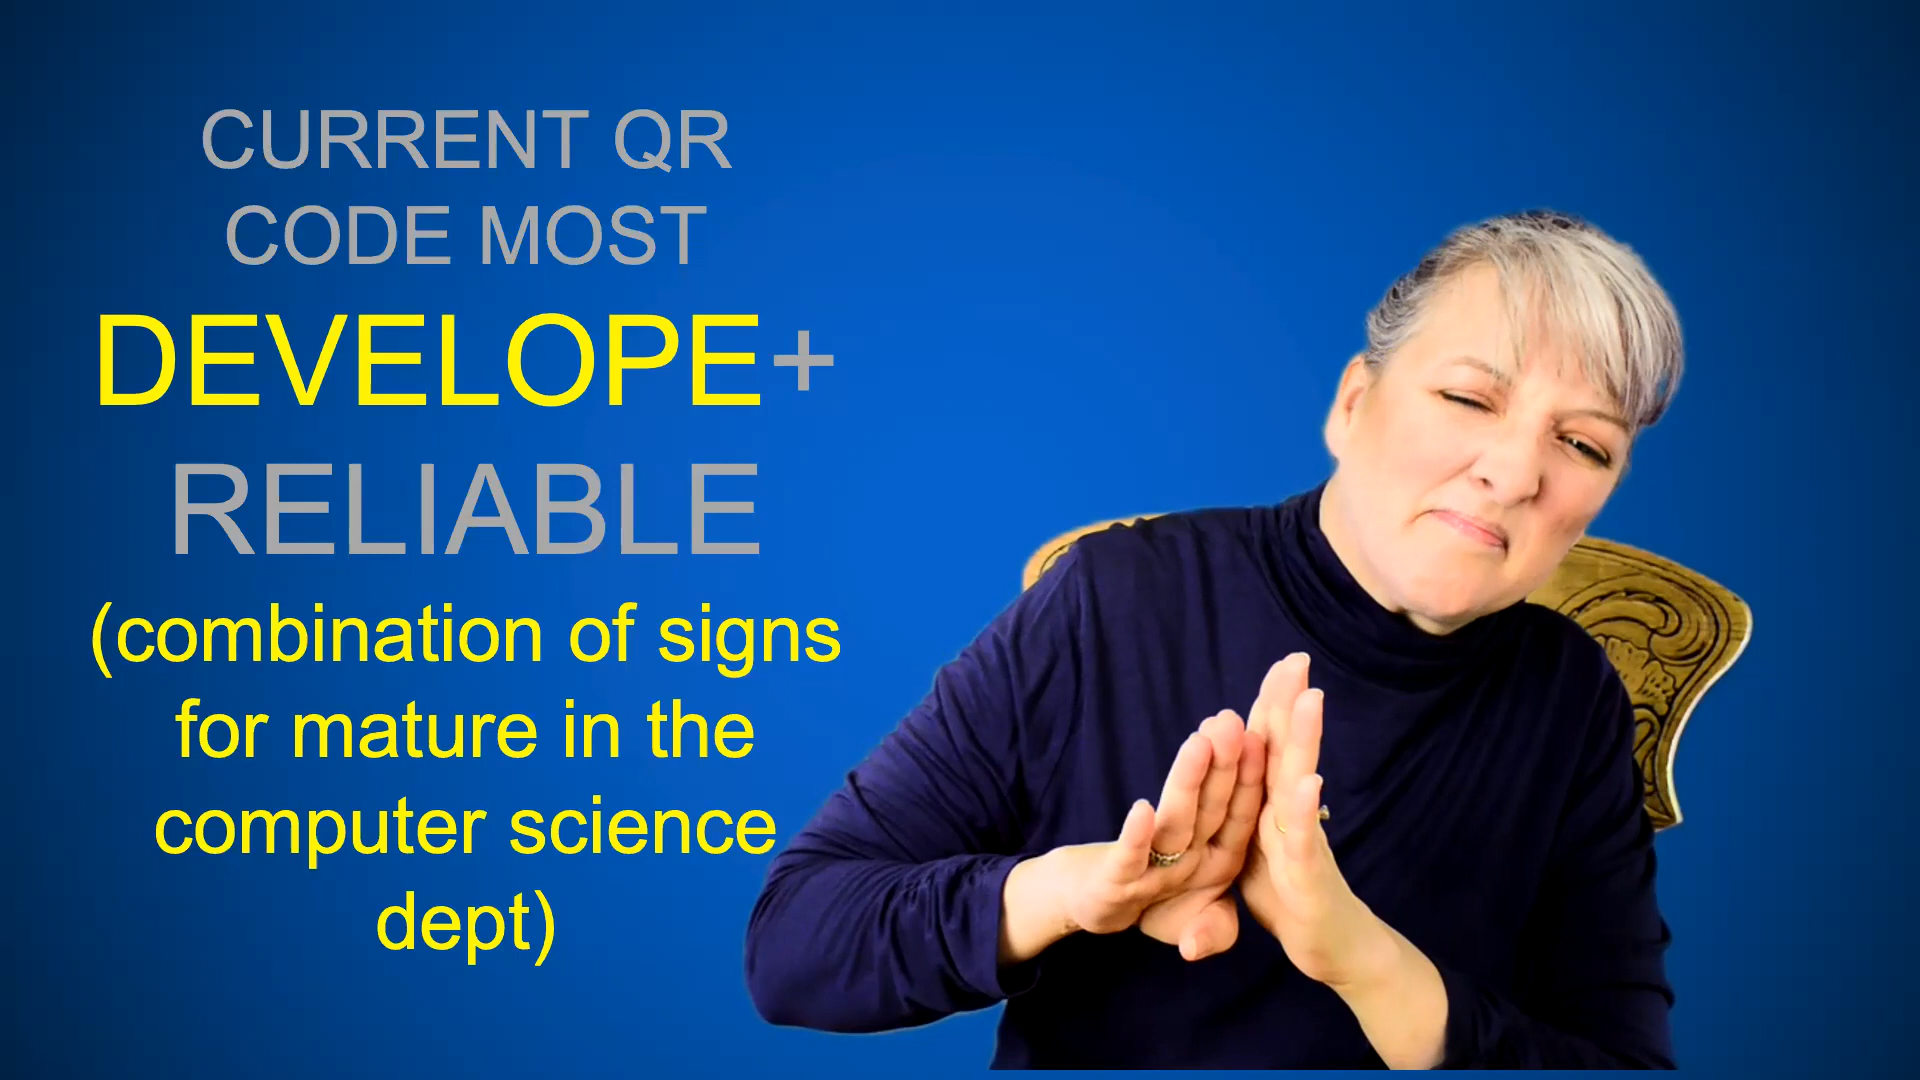 CURRENT QR
CODE MOST
DEVELOPE+
RELIABLE
(combination of signs
for mature in the
computer science
dept)